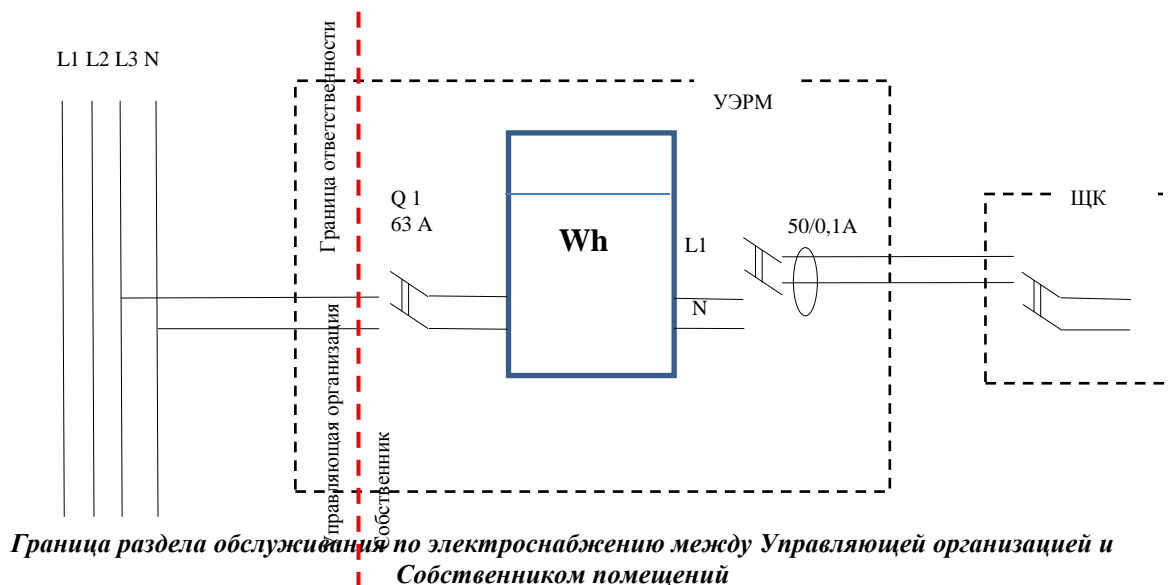 L1 L2 L3 N
Граница ответственности
УЭРМ
Q 1
63 А
Wh
L1
N
50/0,1А
ЩК
Управляющая организация
Собственник
Граница раздела обслуживания по электроснабжению между Управляющей организацией и
Собственником помещений